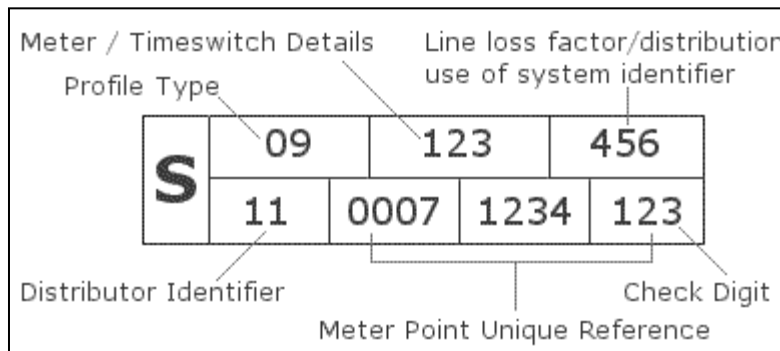 Meter / Timeswitch Details
Line loss factor/distribution
use of system identifier
Profile Type
S
09 123 456
11 0007 1234 123
Distributor Identifier
Check Digit
Meter Point Unique Reference